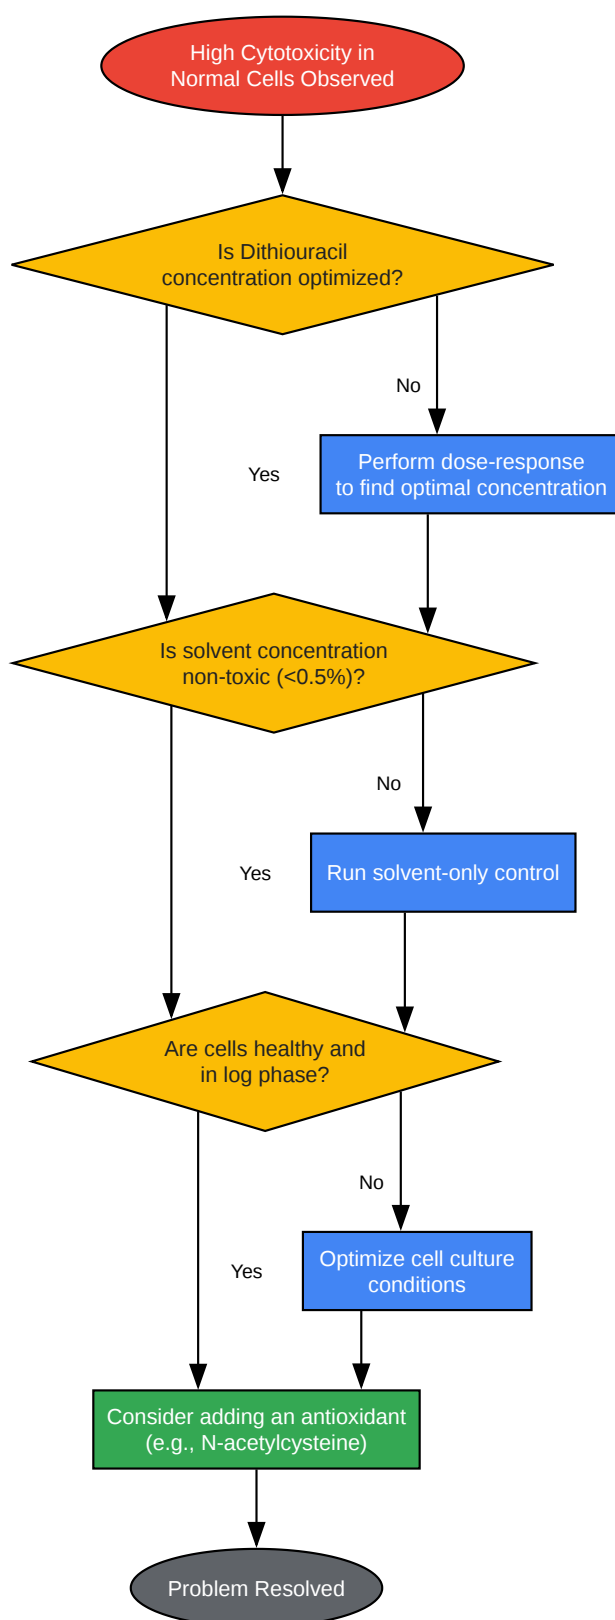 High Cytotoxicity in
Normal Cells Observed
Is Dithiouracil
concentration optimized?
No
Yes
Perform dose-response
to find optimal concentration
Is solvent concentration
non-toxic (<0.5%)?
No
Yes
Run solvent-only control
Are cells healthy and
in log phase?
No
Yes
Optimize cell culture
conditions
Consider adding an antioxidant
(e.g., N-acetylcysteine)
Problem Resolved